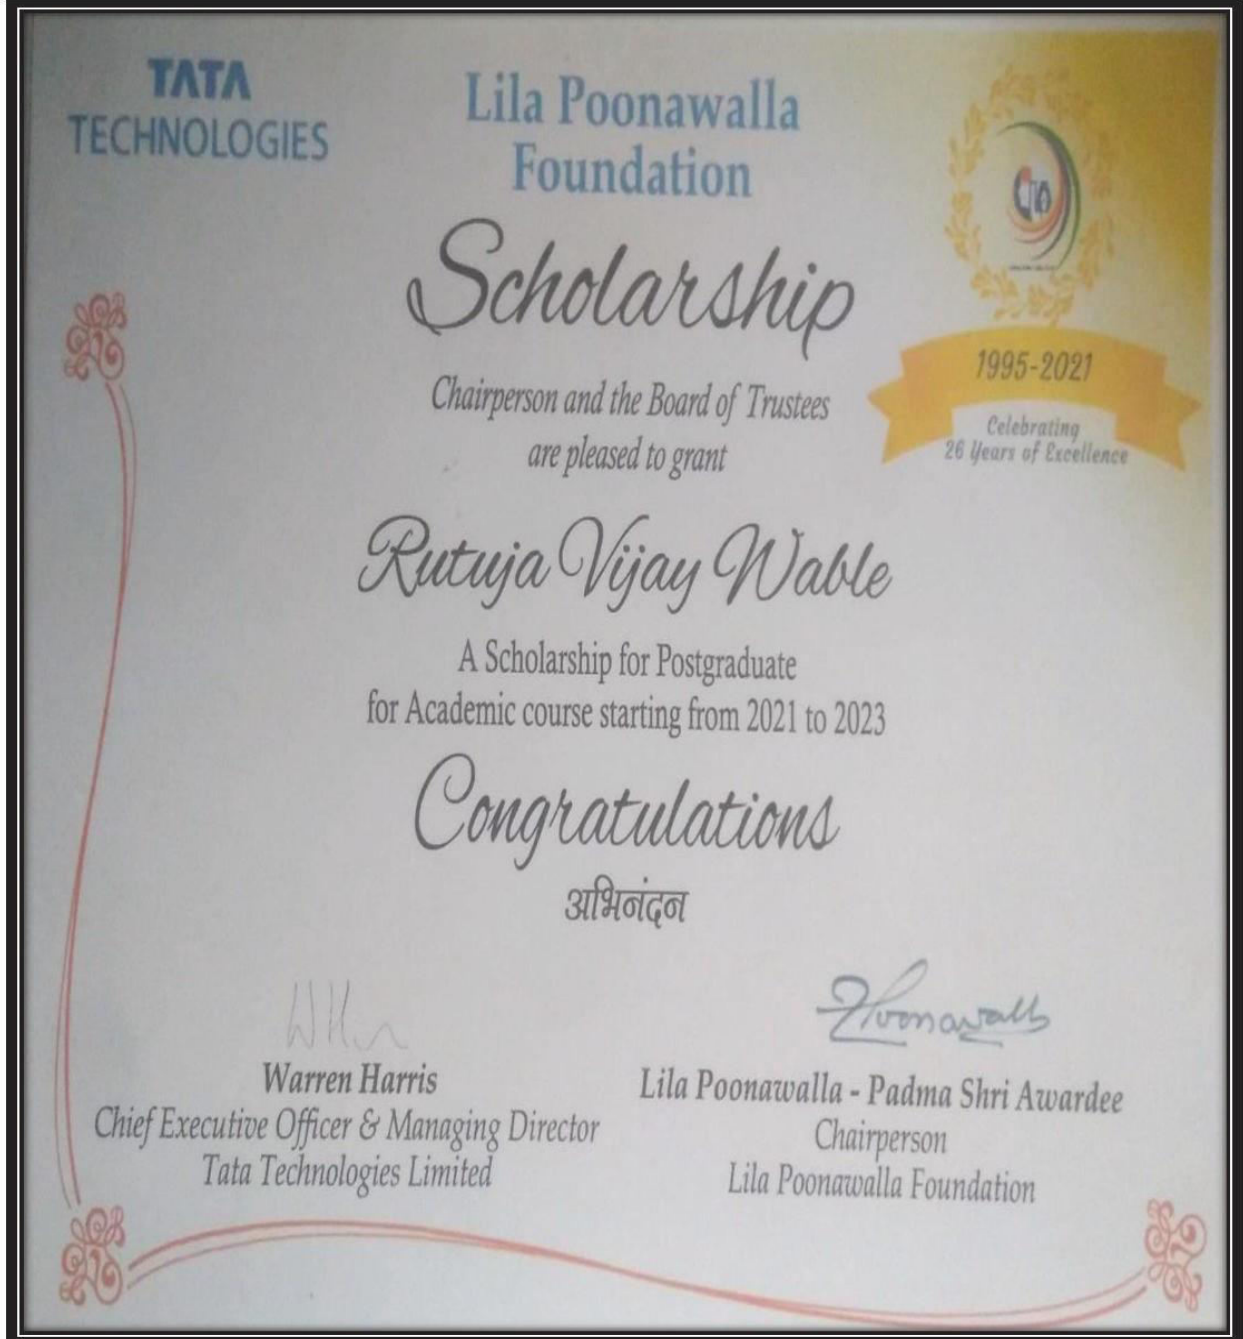 TATA
TECHNOLOGIES
Lila Poonawalla
Foundation
Scholarship
1995-2021
Celebrating
26 Years of Excellence
Chairperson and the Board of Trustees
are pleased to grant
Rutuja Vijay Wable
A Scholarship for Postgraduate
for Academic course starting from 2021 to 2023
Congratulations
अभिनंदन
Warren Harris
Chief Executive Officer & Managing Director
Tata Technologies Limited
Poonawalla
Lila Poonawalla - Padma Shri Awardee
Chairperson
Lila Poonawalla Foundation